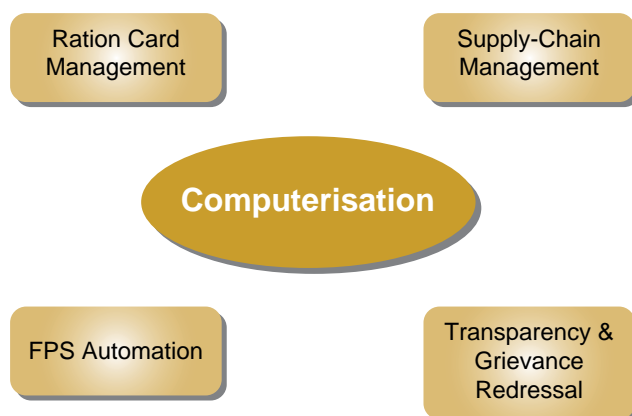 Ration Card
Management
Supply-Chain
Management
Computerisation
FPS Automation
Transparency &
Grievance
Redressal